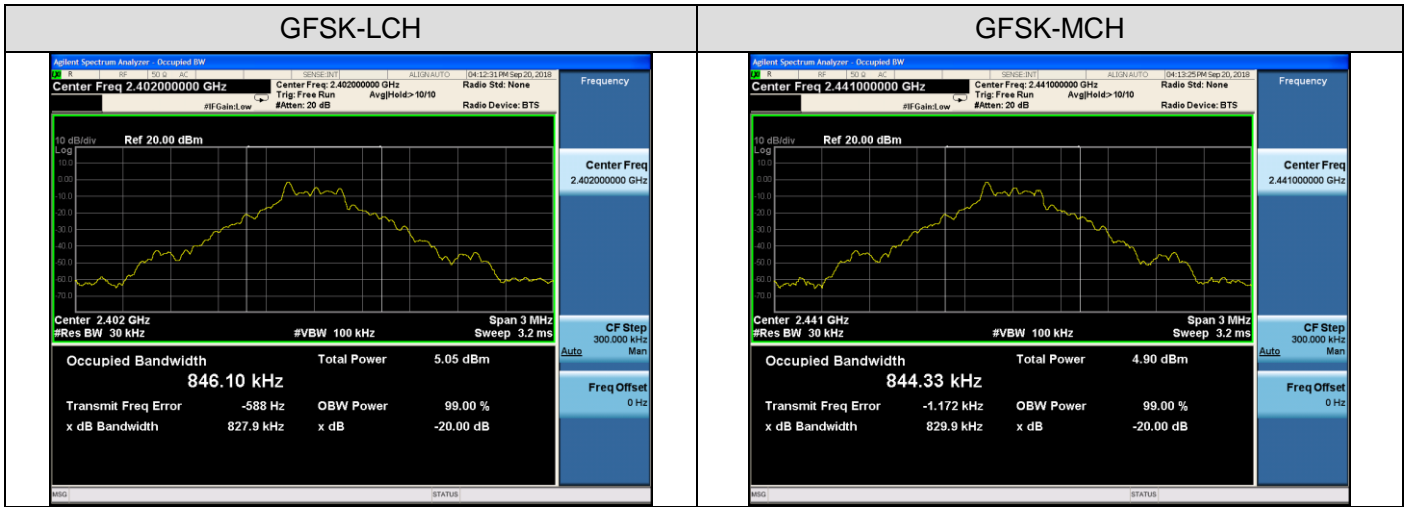 GFSK-LCH
GFSK-MCH
Agilent Spectrum Analyzer - Occupied BW
R RF 50 Ω AC SENSE:INT ALIGN AUTO 04:12:31 PM Sep 20, 2018
Center Freq 2.402000000 GHz
Center Freq: 2.402000000 GHz
Radio Std: None
Trig: Free Run Avg|Hold:> 10/10
#IFGain:Low #Atten: 20 dB Radio Device: BTS
Frequency
10 dB/div Ref 20.00 dBm
Log
10.0
0.00
-10.0
-20.0
-30.0
-40.0
-50.0
-60.0
-70.0
Center Freq
2.402000000 GHz
Center 2.402 GHz Span 3 MHz
#Res BW 30 kHz #VBW 100 kHz Sweep 3.2 ms
CF Step
300.000 kHz
Auto Man
Occupied Bandwidth Total Power 5.05 dBm
846.10 kHz
Transmit Freq Error -588 Hz OBW Power 99.00 %
x dB Bandwidth 827.9 kHz x dB -20.00 dB
Freq Offset
0 Hz
MSG STATUS
Agilent Spectrum Analyzer - Occupied BW
R RF 50 Ω AC SENSE:INT ALIGN AUTO 04:13:25 PM Sep 20, 2018
Center Freq 2.441000000 GHz
Center Freq: 2.441000000 GHz
Radio Std: None
Trig: Free Run Avg|Hold:> 10/10
#IFGain:Low #Atten: 20 dB Radio Device: BTS
Frequency
10 dB/div Ref 20.00 dBm
Log
10.0
0.00
-10.0
-20.0
-30.0
-40.0
-50.0
-60.0
-70.0
Center Freq
2.441000000 GHz
Center 2.441 GHz Span 3 MHz
#Res BW 30 kHz #VBW 100 kHz Sweep 3.2 ms
CF Step
300.000 kHz
Auto Man
Occupied Bandwidth Total Power 4.90 dBm
844.33 kHz
Transmit Freq Error -1.172 kHz OBW Power 99.00 %
x dB Bandwidth 829.9 kHz x dB -20.00 dB
Freq Offset
0 Hz
MSG STATUS